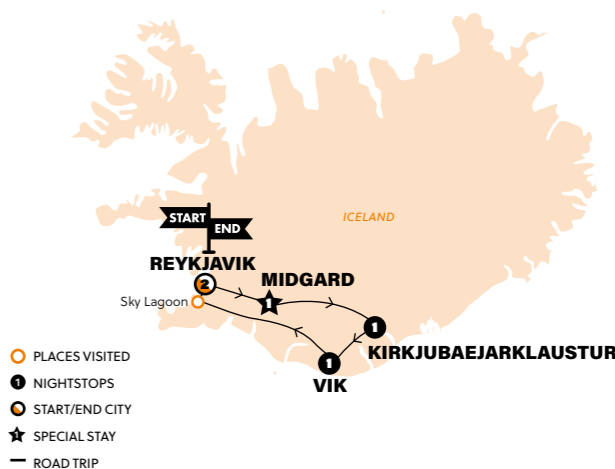 START
END
ICELAND
REYKJAVIK
MIDGARD
2
1
Sky Lagoon
1
KIRKJUBAEJARKLAUSTUR
1
VIK
PLACES VISITED
1 NIGHTSTOPS
START/END CITY
1 SPECIAL STAY
ROAD TRIP